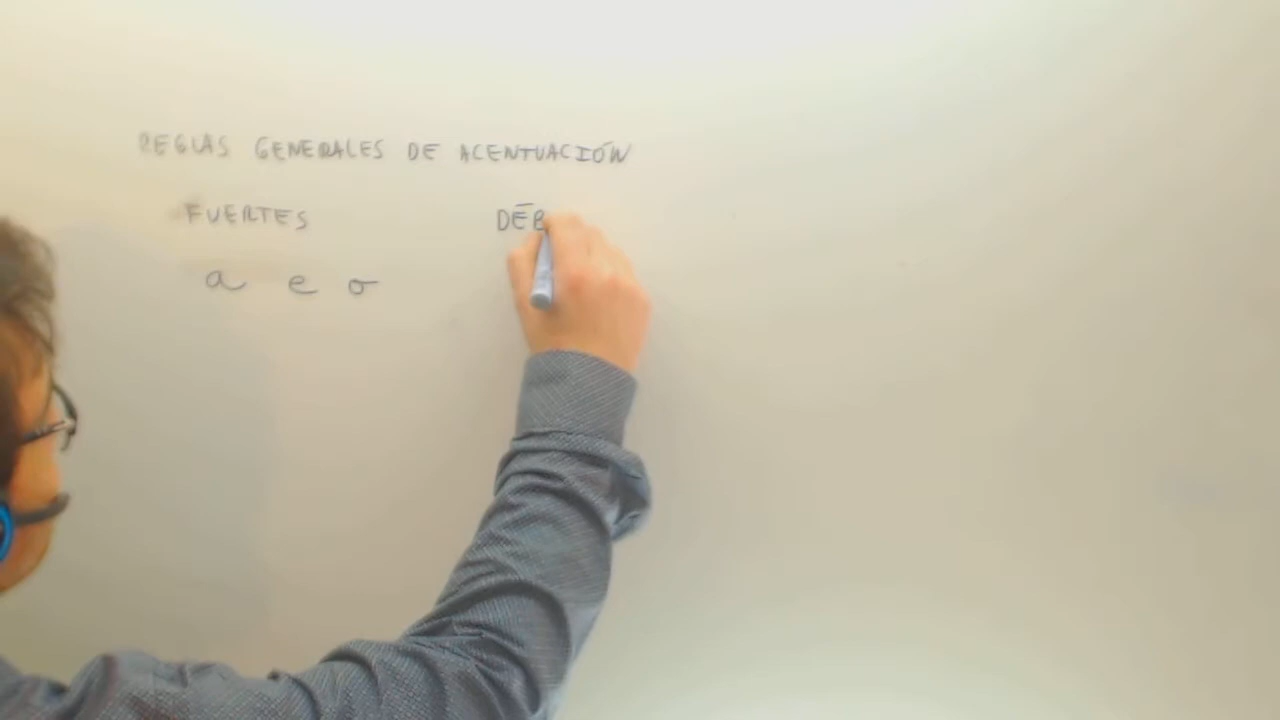 REGLAS GENERALES DE ACENTUACIÓN
FUERTES DÉB
a e o